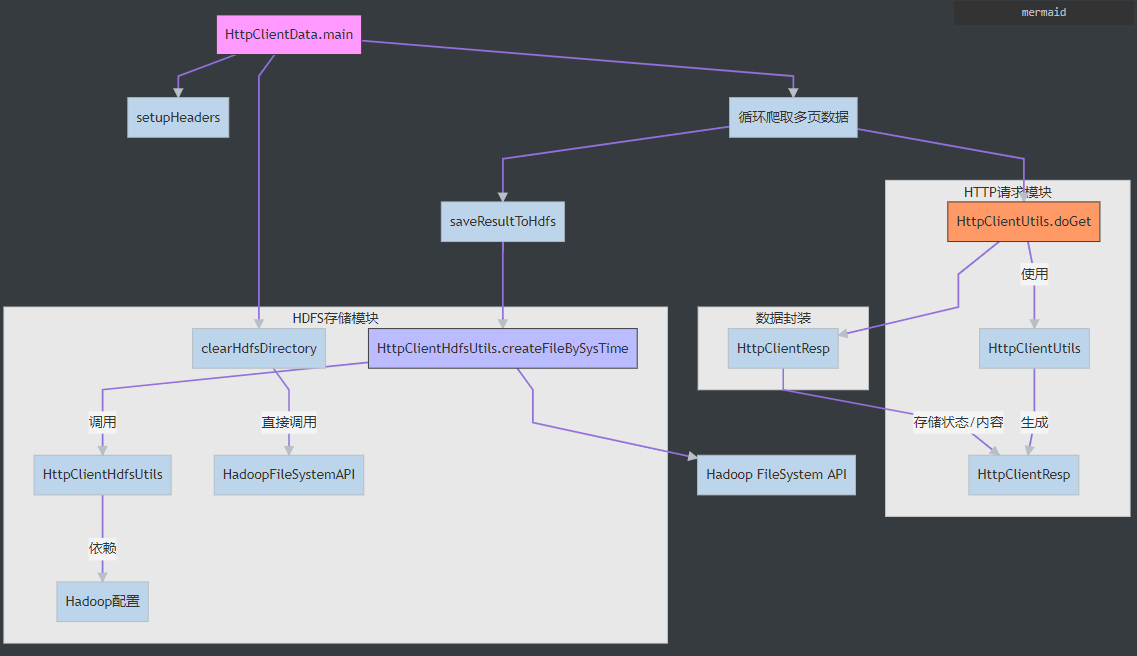 mermaid
HttpClientData.main
setupHeaders
循环爬取多页数据
HTTP请求模块
saveResultToHdfs
HttpClientUtils.doGet
使用
HDFS存储模块
数据封装
clearHdfsDirectory
HttpClientHdfsUtils.createFileBySysTime
HttpClientResp
HttpClientUtils
调用
直接调用
存储状态/内容
生成
HttpClientHdfsUtils
HadoopFileSystemAPI
Hadoop FileSystem API
HttpClientResp
依赖
Hadoop配置